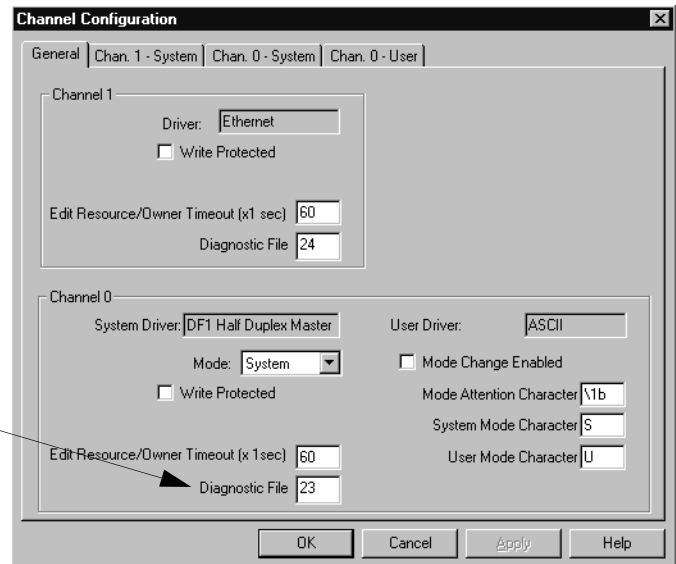 Channel Configuration
General Chan. 1 - System Chan. 0 - System Chan. 0 - User
Channel 1
Driver: Ethernet
Write Protected
Edit Resource/Owner Timeout (x1 sec) 60
Diagnostic File 24
Channel 0
System Driver: DF1 Half Duplex Master User Driver: ASCII
Mode: System Mode Change Enabled
Write Protected Mode Attention Character \1b
System Mode Character S
Edit Resource/Owner Timeout (x 1sec) 60 User Mode Character U
Diagnostic File 23
OK Cancel Apply Help